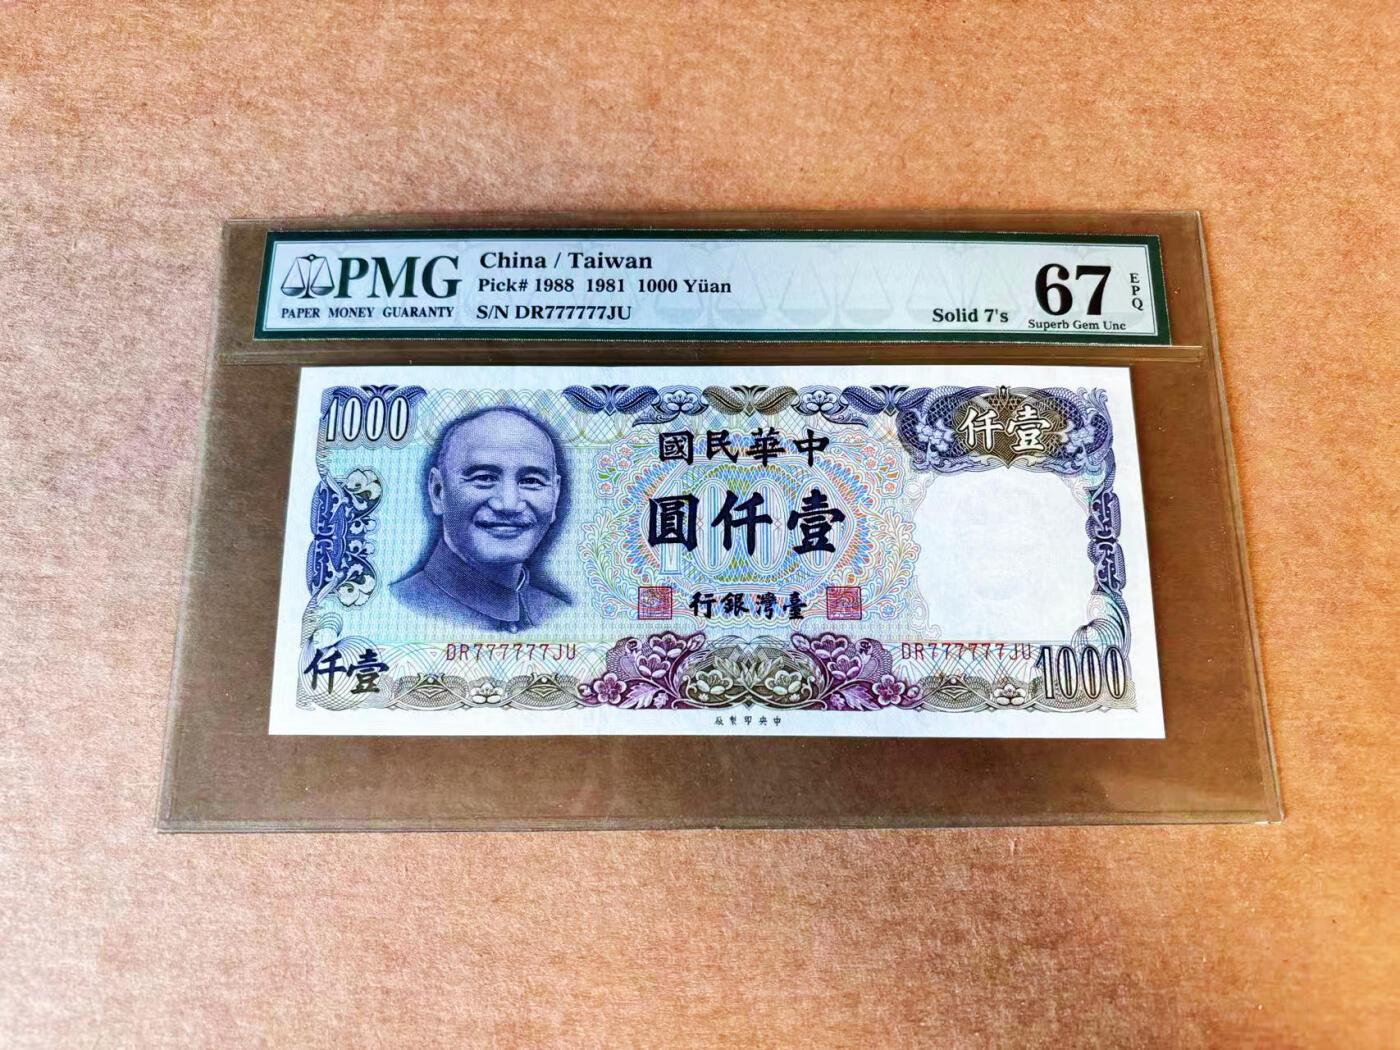 PMG
PAPER MONEY GUARANTY
China / Taiwan
Pick# 1988 1981 1000 Yüan
S/N DR777777JU
Solid 7's
67
EPQ
Superb Gem Unc
1000
仟壹
國民華中
圓仟壹
1000
行銀灣臺
DR777777JU
DR777777JU
仟壹
1000
廠製印央中